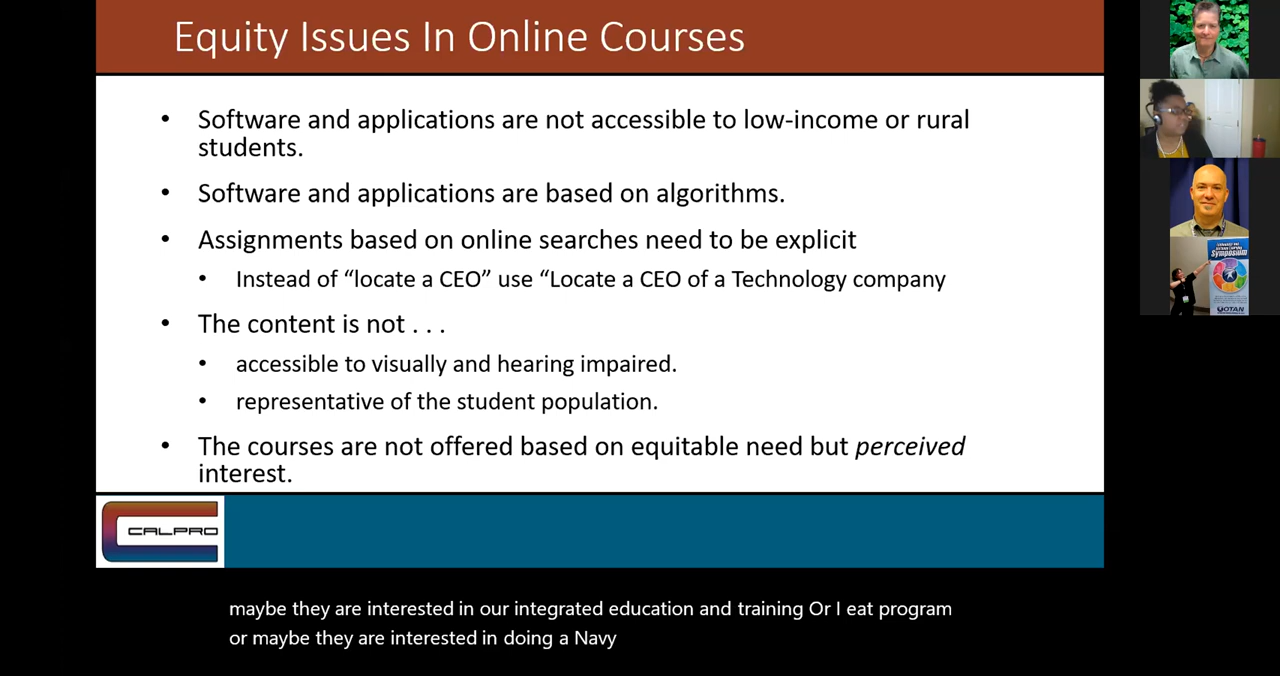 Equity Issues In Online Courses
• Software and applications are not accessible to low-income or rural
students.
• Software and applications are based on algorithms.
• Assignments based on online searches need to be explicit
• Instead of “locate a CEO” use “Locate a CEO of a Technology company
• The content is not . . .
• accessible to visually and hearing impaired.
• representative of the student population.
• The courses are not offered based on equitable need but perceived
interest.
CALPRO
maybe they are interested in our integrated education and training Or I eat program
or maybe they are interested in doing a Navy
Symposium
OTAN